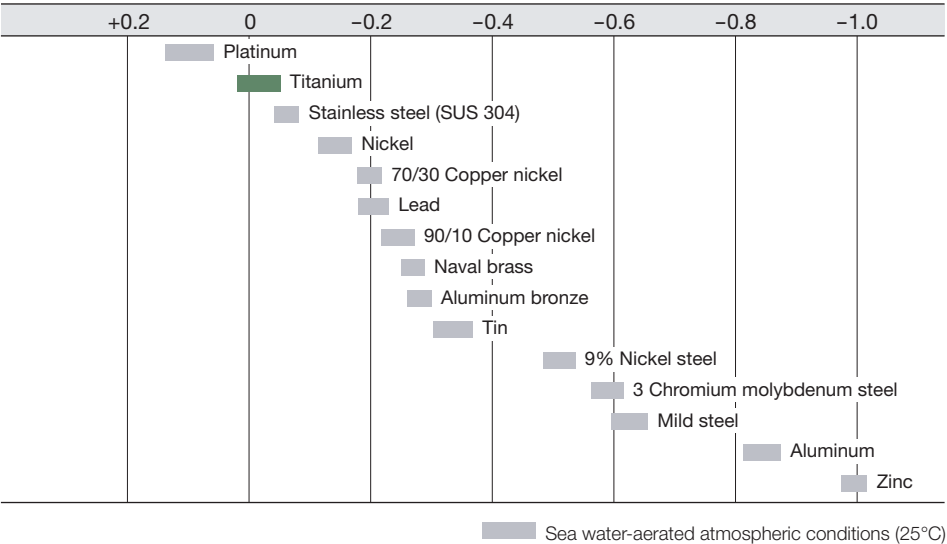 +0.2 0 −0.2 −0.4 −0.6 −0.8 −1.0
Platinum
Titanium
Stainless steel (SUS 304)
Nickel
70/30 Copper nickel
Lead
90/10 Copper nickel
Naval brass
Aluminum bronze
Tin
9% Nickel steel
3 Chromium molybdenum steel
Mild steel
Aluminum
Zinc
Sea water-aerated atmospheric conditions (25°C)